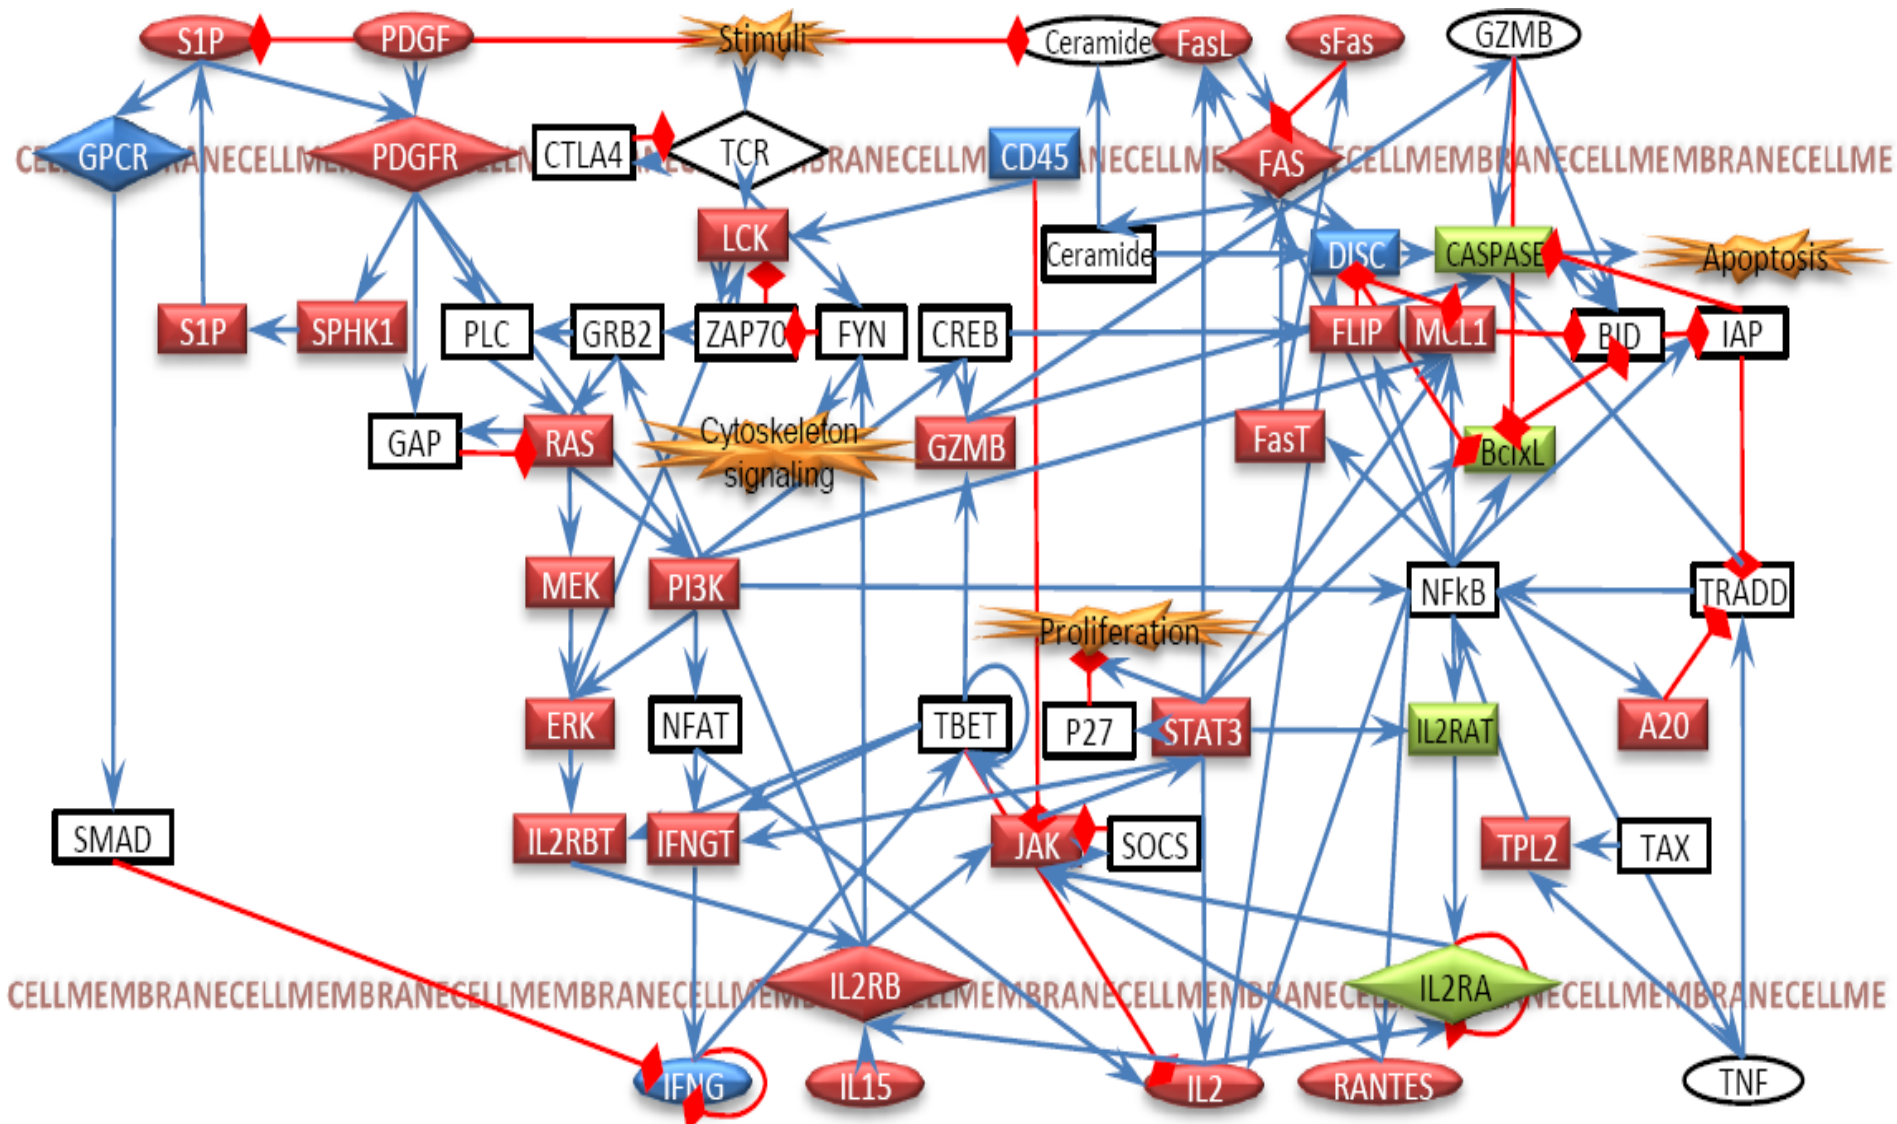 S1P PDGF Stimuli Ceramide FasL sFas GZMB
CELLMEMBRANECELLMEMBRANECELLMEMBRANECELLMEMBRANECELLMEMBRANECELLMEMBRANECELLME
GPCR PDGFR CTLA4 TCR CD45 FAS
LCK Ceramide DISC CASPASE Apoptosis
S1P SPHK1 PLC GRB2 ZAP70 FYN CREB FLIP MCL1 BID IAP
GAP RAS Cytoskeleton
signaling
GZMB FasT BclxL
MEK PI3K NFkB TRADD
Proliferation
ERK NFAT TBET P27 STAT3 IL2RAT A20
SMAD IL2RBT IFNGT JAK SOCS TPL2 TAX
CELLMEMBRANECELLMEMBRANECELLMEMBRANECELLMEMBRANECELLMEMBRANECELLMEMBRANECELLME
IL2RB IL2RA
IFNG IL15 IL2 RANTES TNF